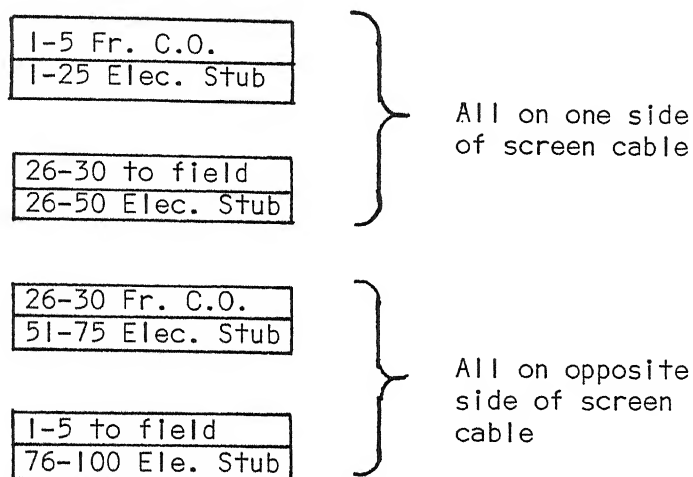 1-5 Fr. C.O.
1-25 Elec. Stub
All on one side
of screen cable
26-30 to field
26-50 Elec. Stub
26-30 Fr. C.O.
51-75 Elec. Stub
All on opposite
side of screen
cable
1-5 to field
76-100 Ele. Stub